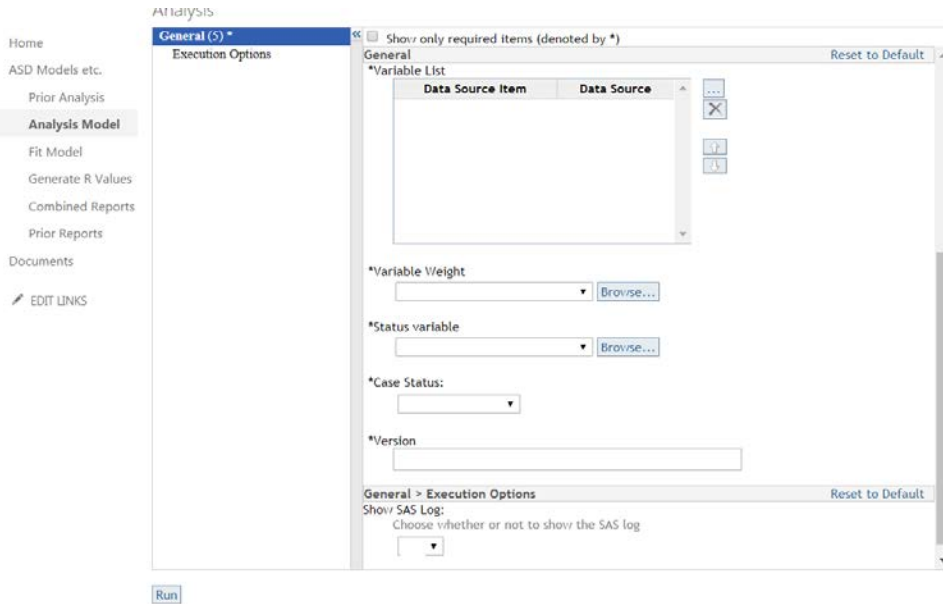 Analysis
Home
ASD Models etc.
Prior Analysis
Analysis Model
Fit Model
Generate R Values
Combined Reports
Prior Reports
Documents
EDIT LINKS
General (5) *
Execution Options
«
Show only required items (denoted by *)
General Reset to Default
*Variable List
Data Source Item Data Source
...
*Variable Weight
Browse...
*Status variable
Browse...
*Case Status:
*Version
General > Execution Options Reset to Default
Show SAS Log:
Choose whether or not to show the SAS log
Run